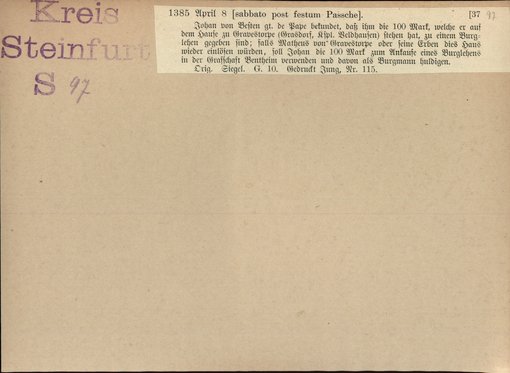 Kreis
Steinfurt
S 97
1385 April 8 [sabbato post festum Passche]. [37 97
Johan von Besten gt. de Pape bekundet, daß ihm die 100 Mark, welche er auf
dem Hause zu Gravestorpe (Grasdorf, Kspl. Veldhausen) stehen hat, zu einem Burg-
lehen gegeben sind; falls Matheus von Gravestorpe oder seine Erben dies Haus
wieder einlösen würden, soll Johan die 100 Mark zum Ankaufe eines Burglehens
in der Grafschaft Bentheim verwenden und davon als Burgmann huldigen.
Orig. Siegel. G. 10. Gedruckt Jung, Nr. 115.